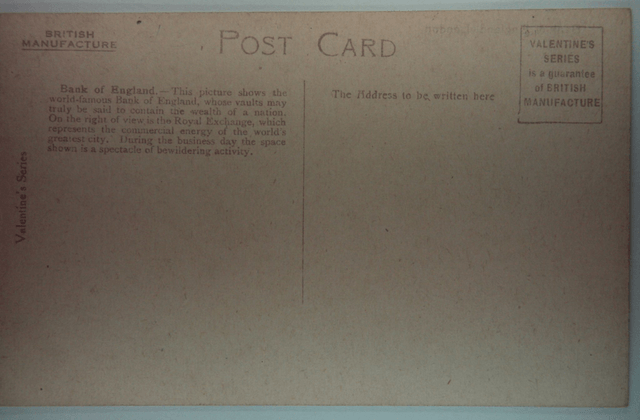 BRITISH
MANUFACTURE
POST CARD
VALENTINE'S
SERIES
is a guarantee
of BRITISH
MANUFACTURE
Bank of England.—This picture shows the
world-famous Bank of England, whose vaults may
truly be said to contain the wealth of a nation.
On the right of view is the Royal Exchange, which
represents the commercial energy of the world's
greatest city. During the business day the space
shown is a spectacle of bewildering activity.
The Address to be written here
Valentine's Series